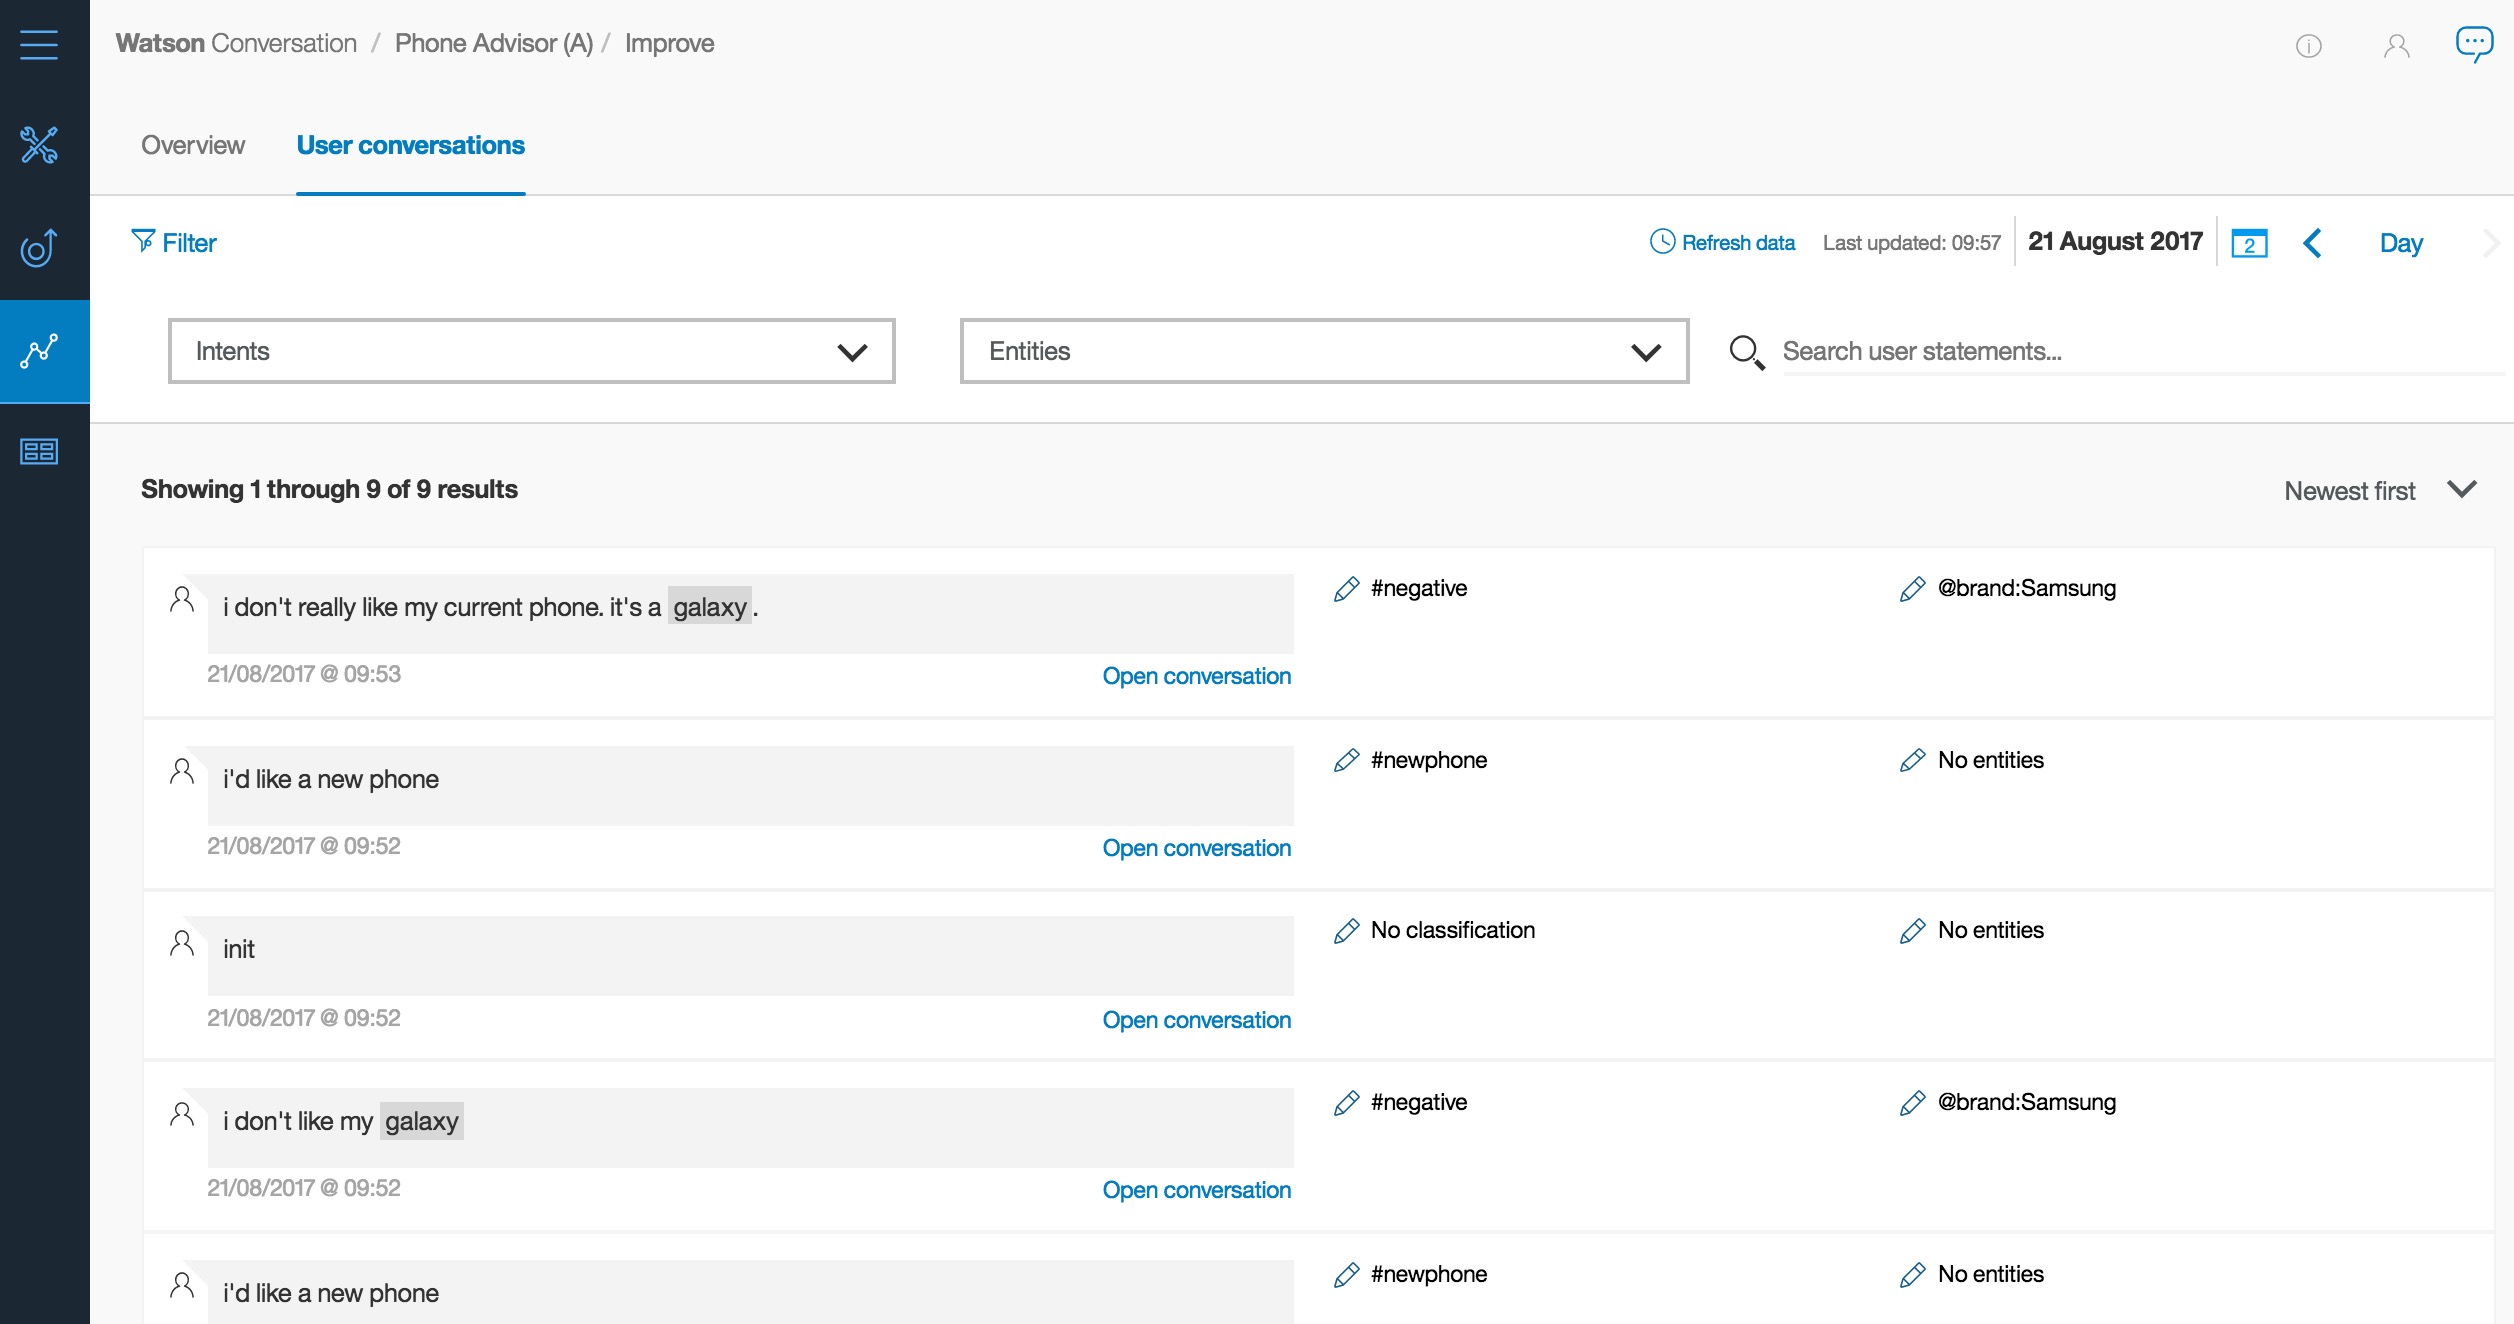 Watson Conversation / Phone Advisor (A) / Improve
Overview User conversations
Filter Refresh data Last updated: 09:57 21 August 2017 2 Day
Intents Entities Search user statements...
Showing 1 through 9 of 9 results Newest first
i don't really like my current phone. it's a galaxy. #negative @brand:Samsung
21/08/2017 @ 09:53 Open conversation
i'd like a new phone #newphone No entities
21/08/2017 @ 09:52 Open conversation
init No classification No entities
21/08/2017 @ 09:52 Open conversation
i don't like my galaxy #negative @brand:Samsung
21/08/2017 @ 09:52 Open conversation
i'd like a new phone #newphone No entities